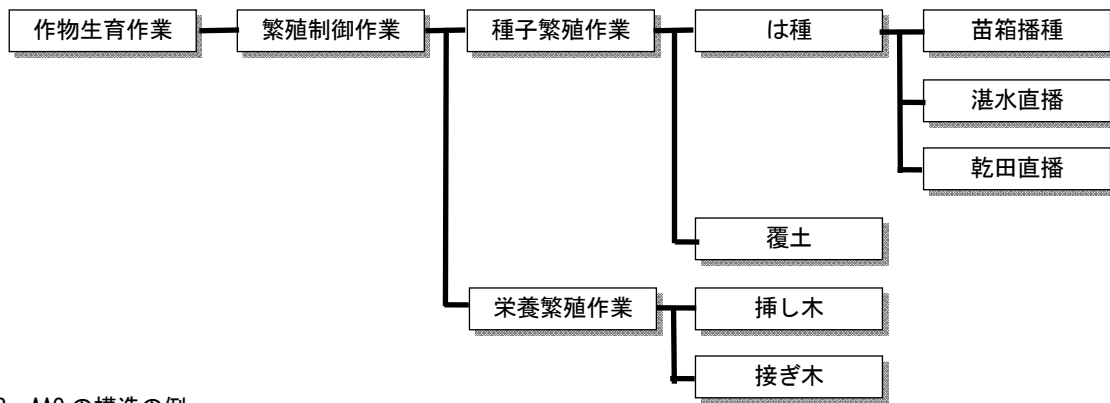 作物生育作業
繁殖制御作業
種子繁殖作業
は種
苗箱播種
湛水直播
乾田直播
覆土
栄養繁殖作業
挿し木
接ぎ木
AAO の構造の例